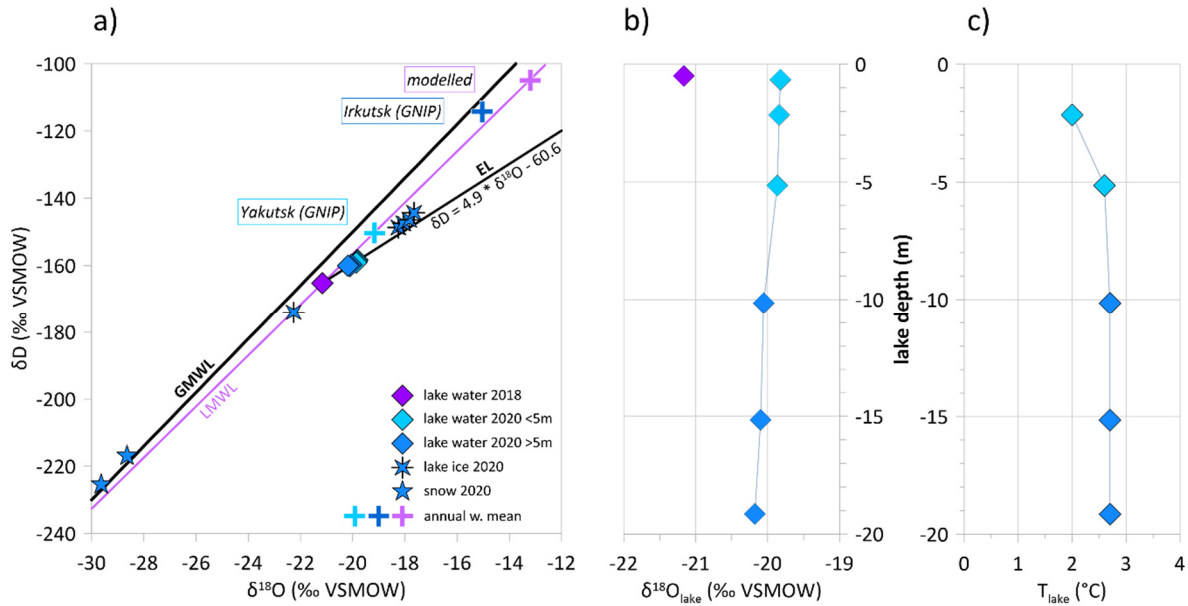 a)
b)
c)
-100
-120
-140
-160
-180
-200
-220
-240
δD (‰ VSMOW)
-30
-28
-26
-24
-22
-20
-18
-16
-14
-12
δ¹⁸O (‰ VSMOW)
modelled
Irkutsk (GNIP)
Yakutsk (GNIP)
EL
δD = 4.9 * δ¹⁸O - 60.6
GMWL
LMWL
lake water 2018
lake water 2020 <5m
lake water 2020 >5m
lake ice 2020
snow 2020
annual w. mean
0
-5
-10
-15
-20
lake depth (m)
-22
-21
-20
-19
δ¹⁸Olake (‰ VSMOW)
0
-5
-10
-15
-20
0
1
2
3
4
Tlake (°C)